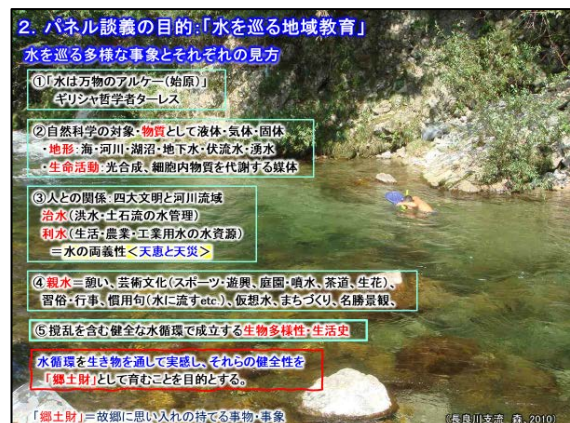 2. パネル談義の目的:「水を巡る地域教育」
水を巡る多様な事象とそれぞれの見方
①「水は万物のアルケー(始原)」
ギリシャ哲学者ターレス
②自然科学の対象・物質として液体・気体・固体
・地形:海・河川・湖沼・地下水・伏流水・湧水
・生命活動:光合成、細胞内物質を代謝する媒体
③人との関係:四大文明と河川流域
治水(洪水・土石流の水管理)
利水(生活・農業・工業用水の水資源)
=水の両義性<天恵と天災>
④親水=憩い、芸術文化(スポーツ・遊興、庭園・噴水、茶道、生花)、
習俗・行事、慣用句(水に流すetc.)、仮想水、まちづくり、名勝景観、
⑤撹乱を含む健全な水循環で成立する生物多様性・生活史
水循環を生き物を通して実感し、それらの健全性を
「郷土財」として育むことを目的とする。
「郷土財」=故郷に思い入れの持てる事物・事象
(長良川支流 森、2010)